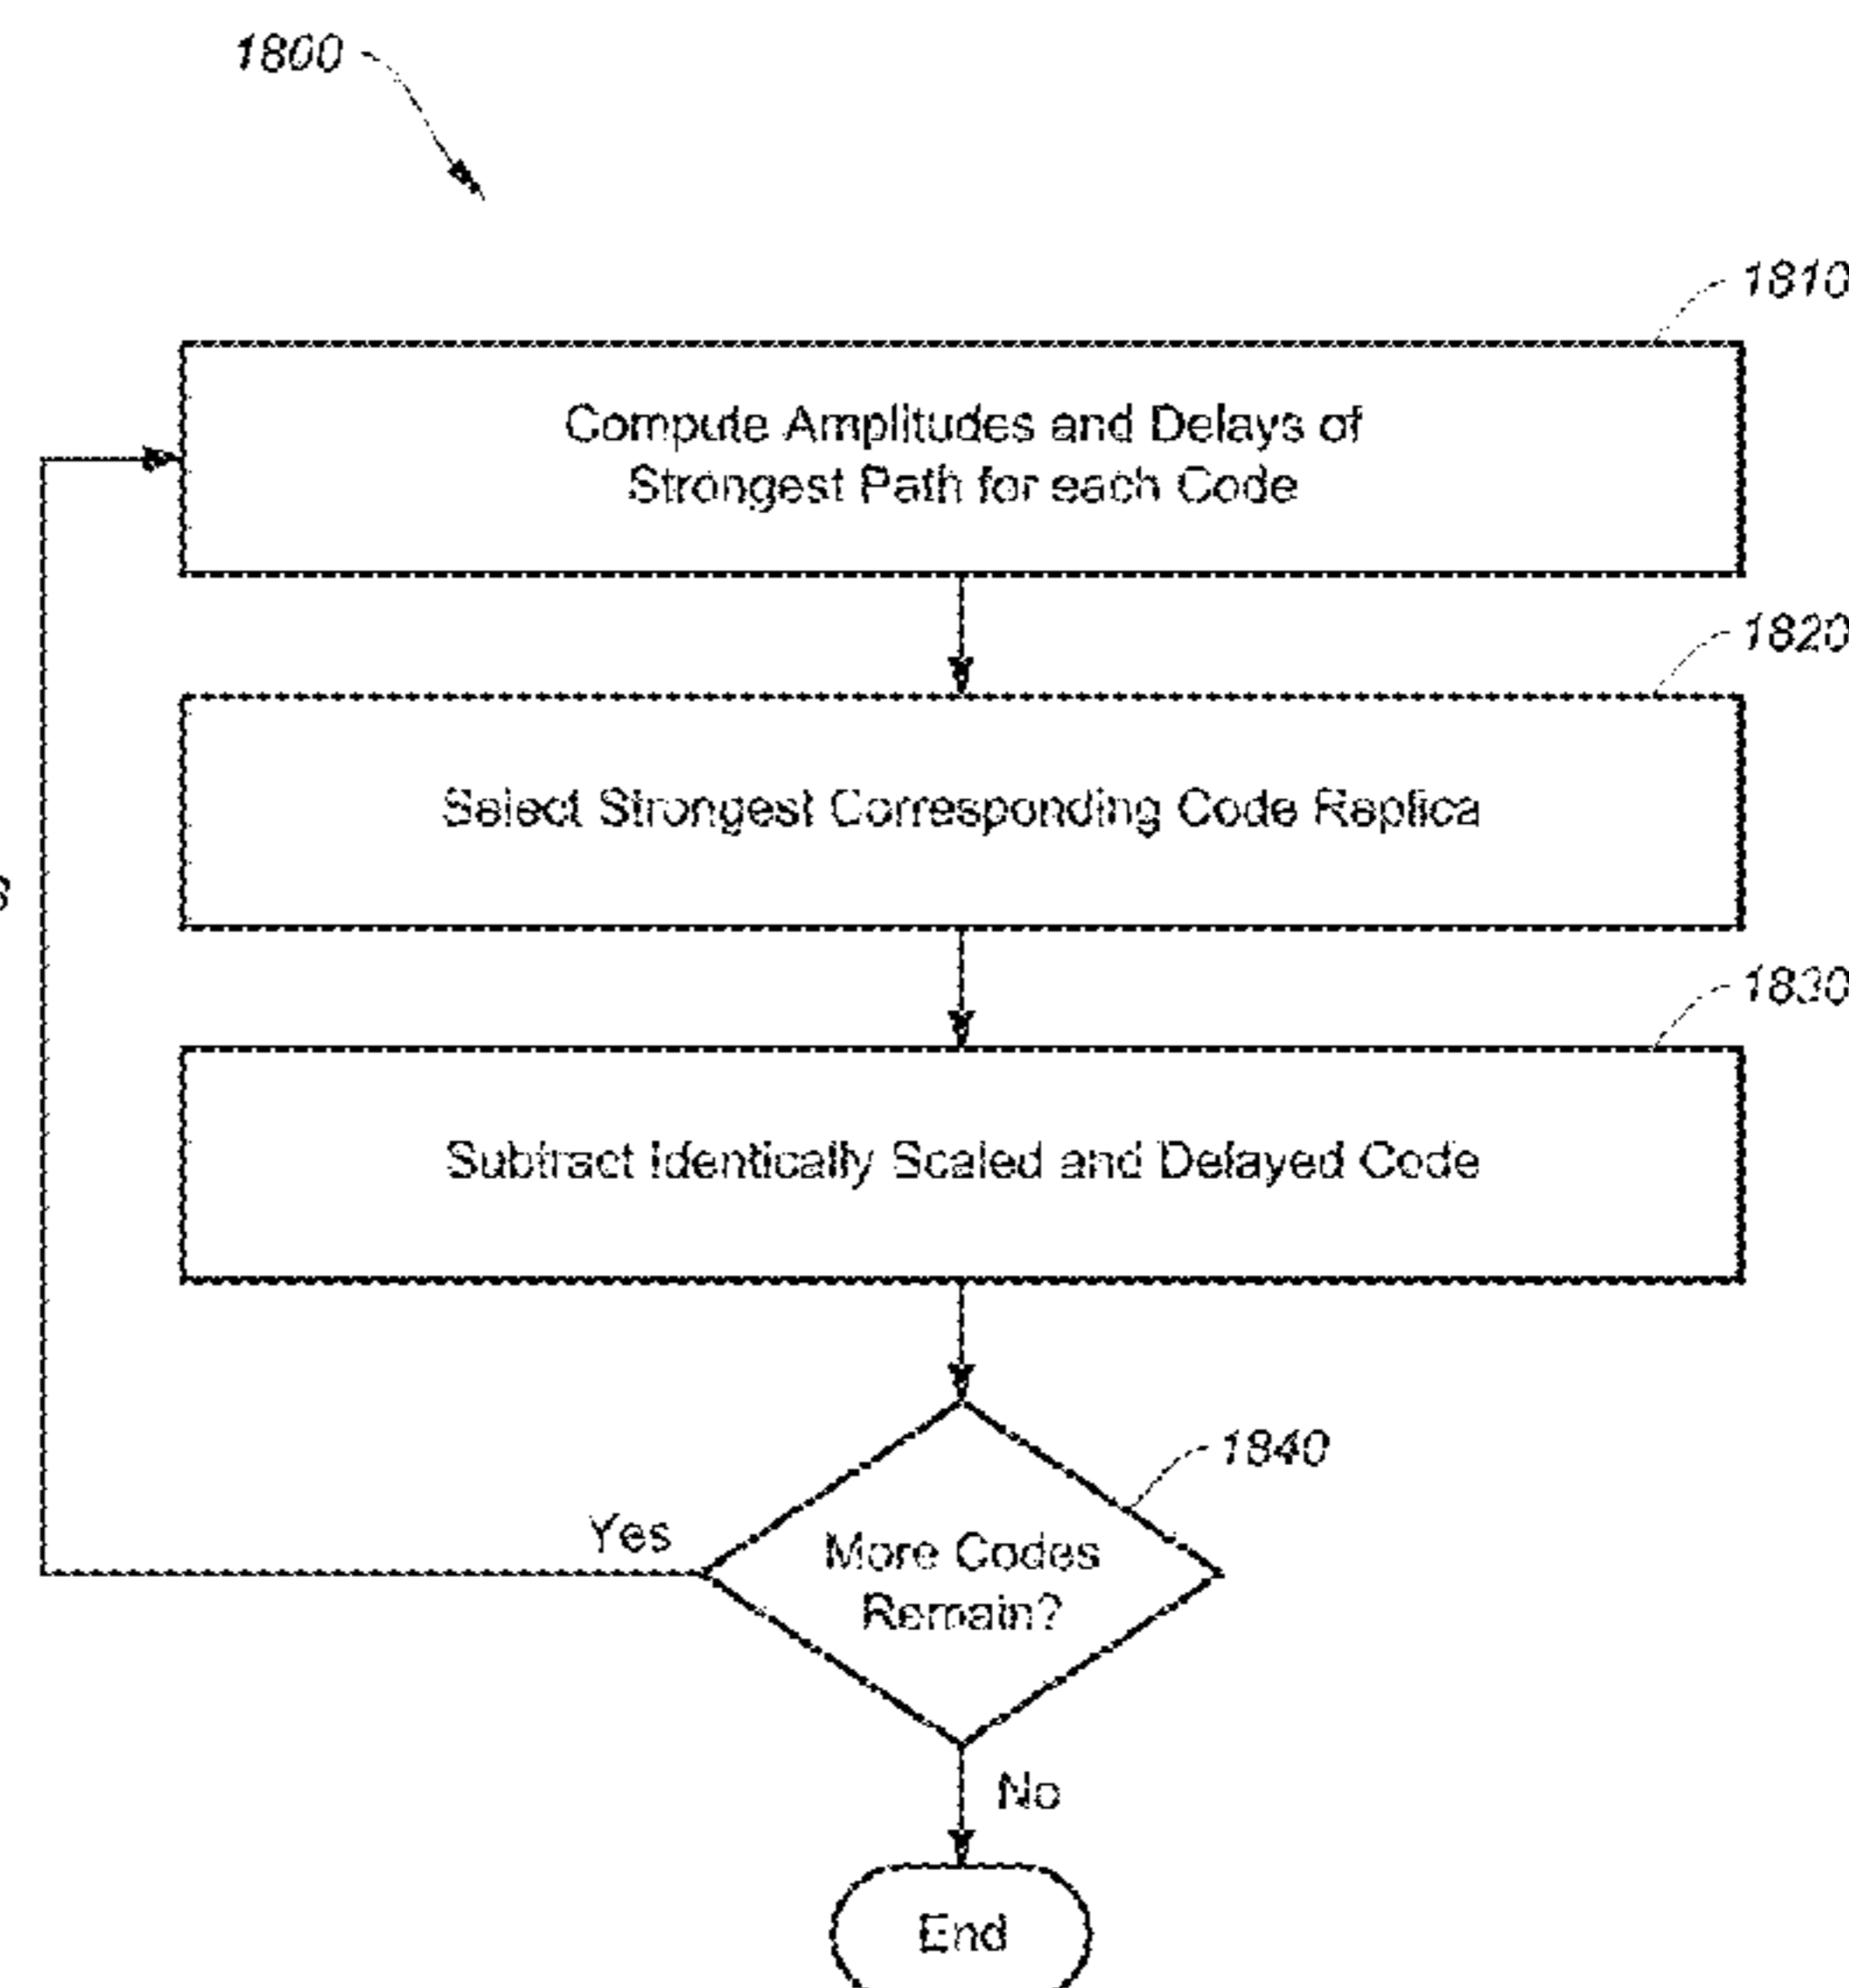 1800
1810
Compute Amplitudes and Delays of
Strongest Path for each Code
1820
Select Strongest Corresponding Code Replica
1830
Subtract Identically Scaled and Delayed Code
1840
Yes
More Codes
Remain?
No
End